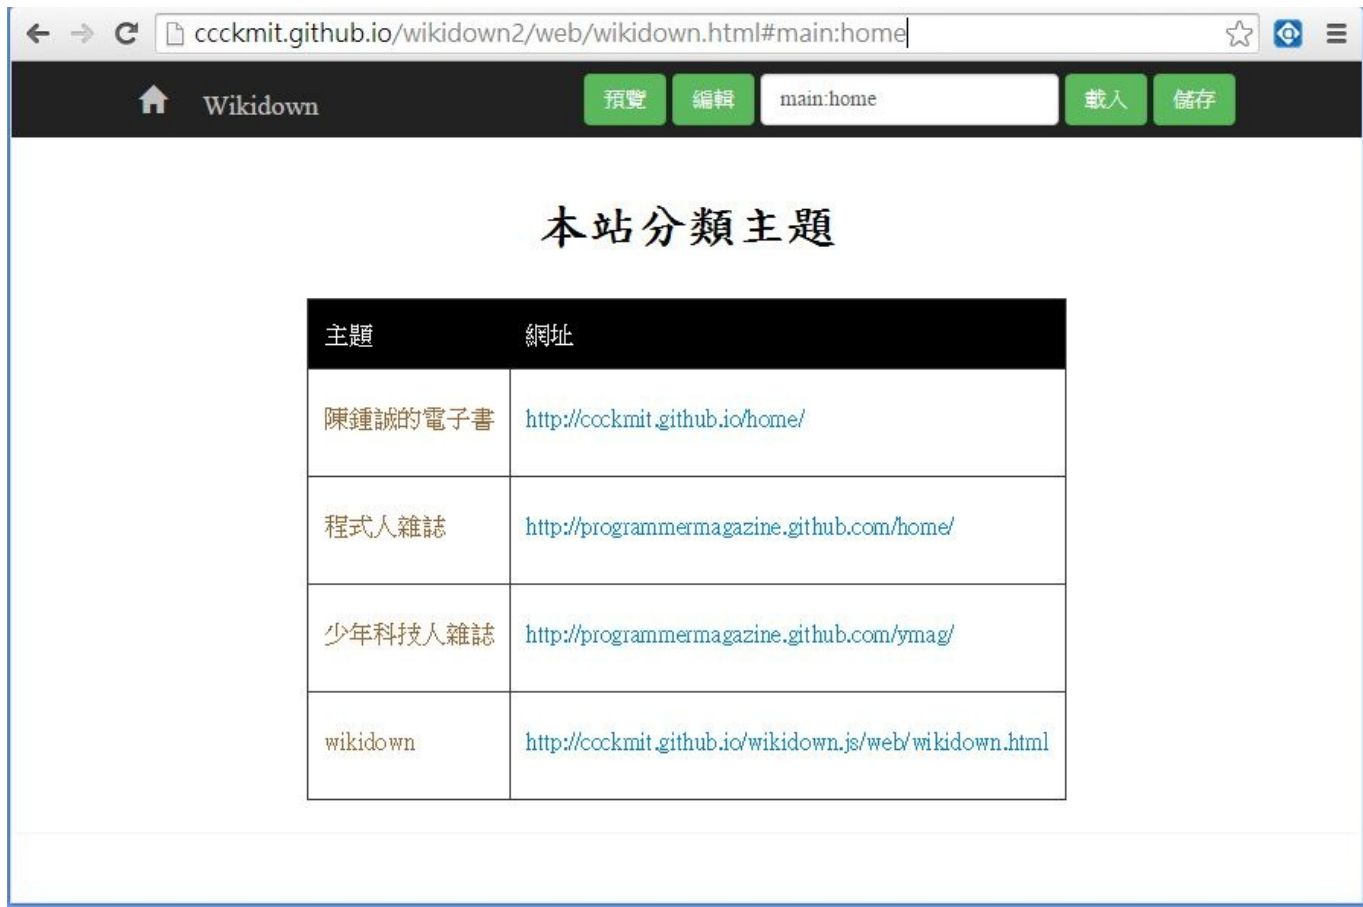 ccckmit.github.io/wikidown2/web/wikidown.html#main:home
Wikidown 預覽 編輯 main:home 載入 儲存
本站分類主題
主題 網址
陳鍾誠的電子書 http://ccckmit.github.io/home/
程式人雜誌 http://programmermagazine.github.com/home/
少年科技人雜誌 http://programmermagazine.github.com/ymag/
wikidown http://ccckmit.github.io/wikidown.js/web/wikidown.html